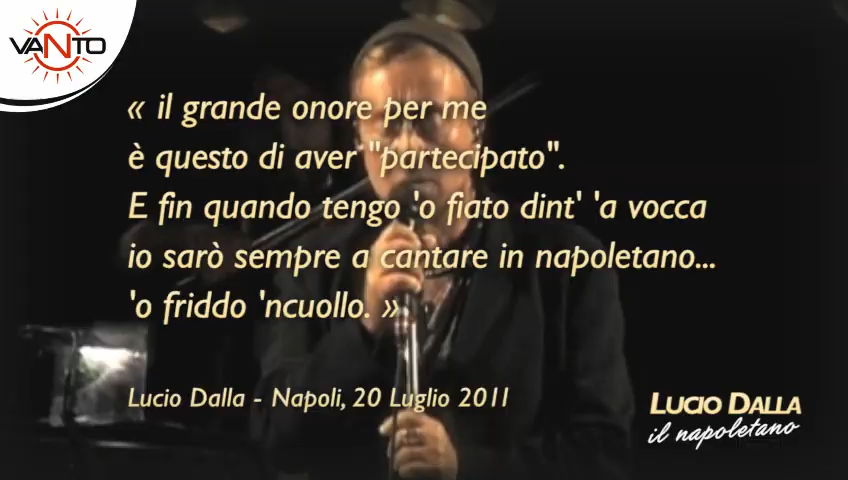 VANTO
« il grande onore per me
è questo di aver "partecipato".
E fin quando tengo 'o fiato dint' 'a vocca
io sarò sempre a cantare in napoletano...
'o friddo 'ncuollo. »
Lucio Dalla - Napoli, 20 Luglio 2011
LUCIO DALLA
il napoletano